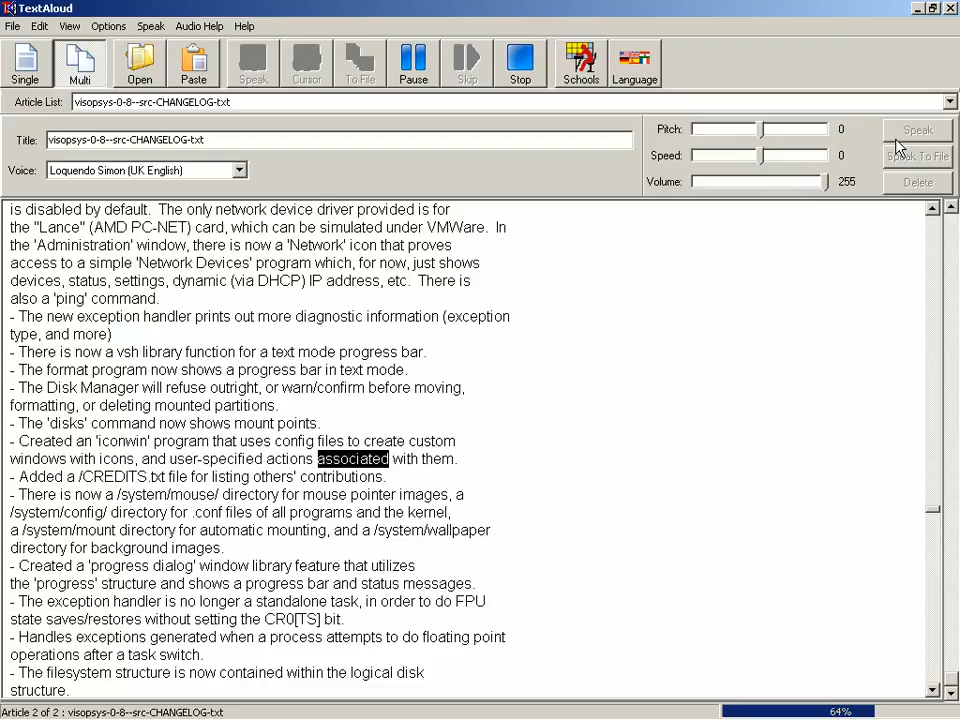 TextAloud
File Edit View Options Speak Audio Help Help
Single Multi Open Paste Speak Cursor To File Pause Skip Stop Schools Language
Article List: visopsys-0-8--src-CHANGELOG-txt
Title: visopsys-0-8--src-CHANGELOG-txt
Voice: Loquendo Simon (UK English)
Pitch: 0 Speak
Speed: 0 Speak To File
Volume: 255 Delete
is disabled by default.  The only network device driver provided is for
the "Lance" (AMD PC-NET) card, which can be simulated under VMWare.  In
the 'Administration' window, there is now a 'Network' icon that proves
access to a simple 'Network Devices' program which, for now, just shows
devices, status, settings, dynamic (via DHCP) IP address, etc.  There is
also a 'ping' command.
- The new exception handler prints out more diagnostic information (exception
type, and more)
- There is now a vsh library function for a text mode progress bar.
- The format program now shows a progress bar in text mode.
- The Disk Manager will refuse outright, or warn/confirm before moving,
formatting, or deleting mounted partitions.
- The 'disks' command now shows mount points.
- Created an 'iconwin' program that uses config files to create custom
windows with icons, and user-specified actions associated with them.
- Added a /CREDITS.txt file for listing others' contributions.
- There is now a /system/mouse/ directory for mouse pointer images, a
/system/config/ directory for .conf files of all programs and the kernel,
a /system/mount directory for automatic mounting, and a /system/wallpaper
directory for background images.
- Created a 'progress dialog' window library feature that utilizes
the 'progress' structure and shows a progress bar and status messages.
- The exception handler is no longer a standalone task, in order to do FPU
state saves/restores without setting the CR0[TS] bit.
- Handles exceptions generated when a process attempts to do floating point
operations after a task switch.
- The filesystem structure is now contained within the logical disk
structure.
Article 2 of 2 : visopsys-0-8--src-CHANGELOG-txt 64%